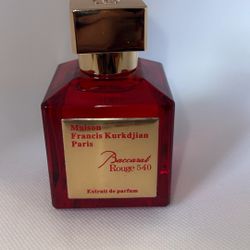 Maison
Francis Kurkdjian
Paris
Baccarat
Rouge 540
Extrait de parfum